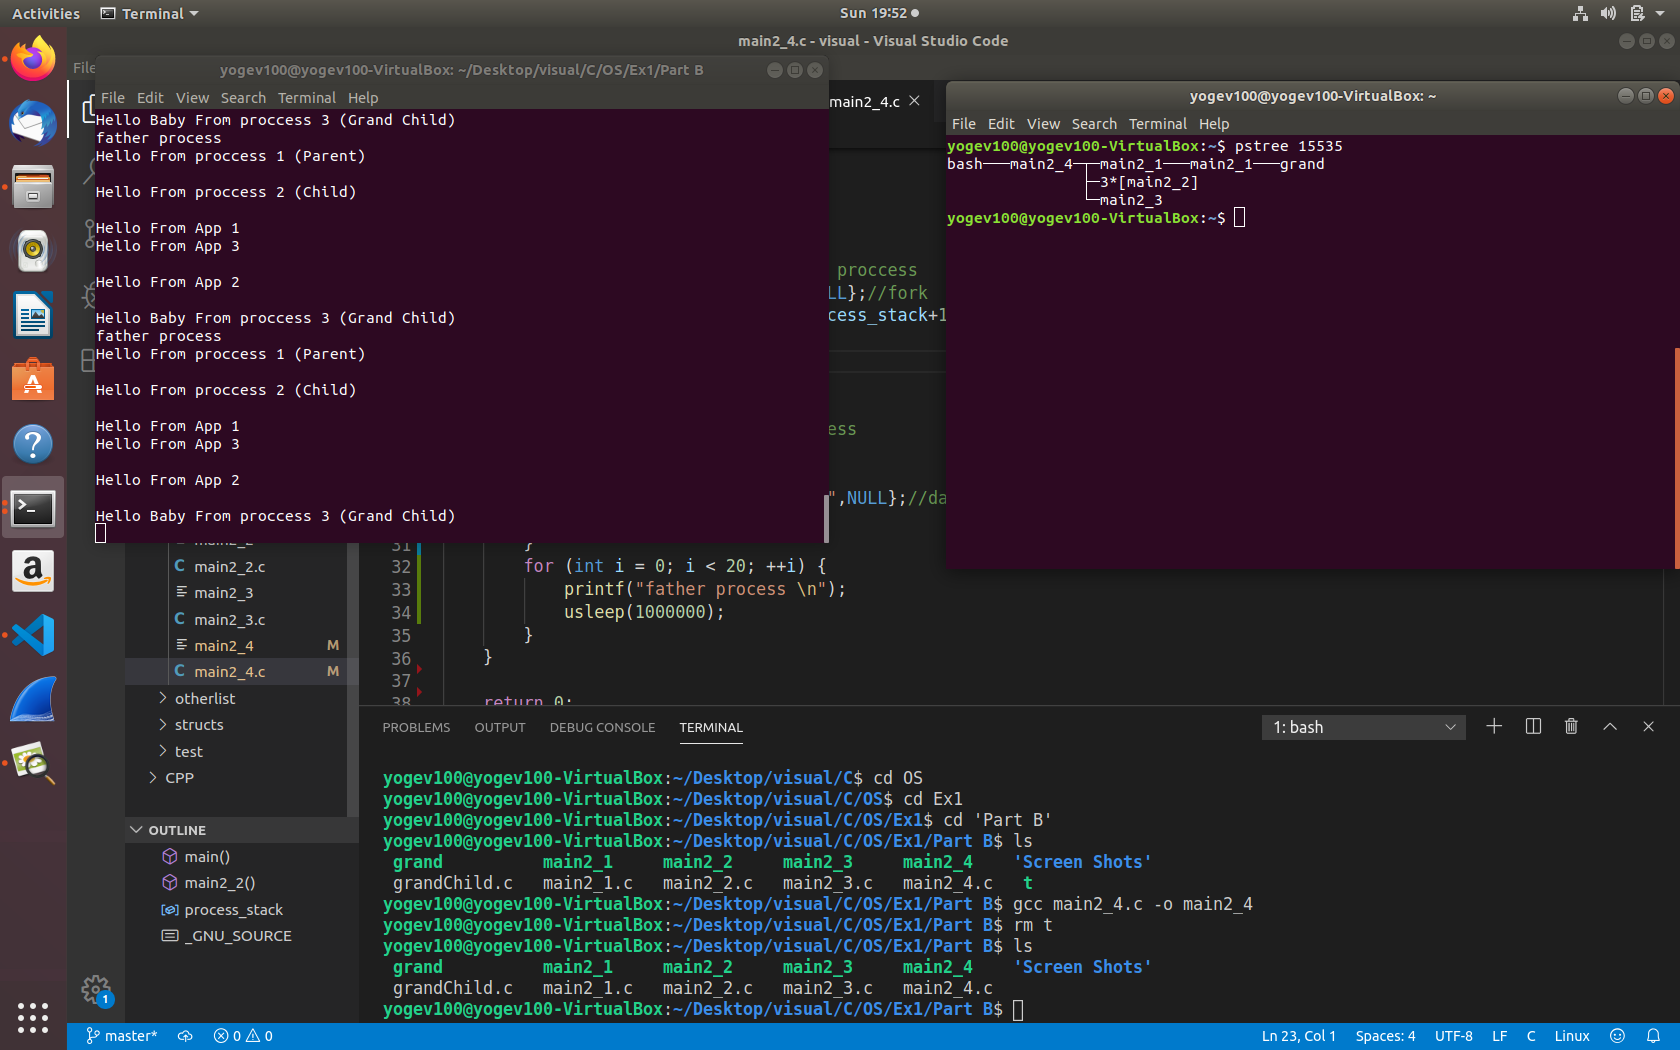 Activities Terminal Sun 19:52
main2_4.c - visual - Visual Studio Code
File
yogev100@yogev100-VirtualBox: ~/Desktop/visual/C/OS/Ex1/Part B
File Edit View Search Terminal Help
Hello Baby From proccess 3 (Grand Child)
father process
Hello From proccess 1 (Parent)
Hello From proccess 2 (Child)
Hello From App 1
Hello From App 3
Hello From App 2
Hello Baby From proccess 3 (Grand Child)
father process
Hello From proccess 1 (Parent)
Hello From proccess 2 (Child)
Hello From App 1
Hello From App 3
Hello From App 2
Hello Baby From proccess 3 (Grand Child)
main2_4.c
proccess
LL};//fork
cess_stack+1
ess
",NULL};//da
yogev100@yogev100-VirtualBox: ~
File Edit View Search Terminal Help
yogev100@yogev100-VirtualBox:~$ pstree 15535
bash───main2_4─┬─main2_1───main2_1───grand
├─3*[main2_2]
└─main2_3
yogev100@yogev100-VirtualBox:~$
main2_2
main2_2.c
main2_3
main2_3.c
main2_4 M
main2_4.c M
otherlist
structs
test
CPP
OUTLINE
main()
main2_2()
process_stack
_GNU_SOURCE
31 }
32 for (int i = 0; i < 20; ++i) {
33 printf("father process \n");
34 usleep(1000000);
35 }
36 }
37
38 return 0;
PROBLEMS OUTPUT DEBUG CONSOLE TERMINAL 1: bash
yogev100@yogev100-VirtualBox:~/Desktop/visual/C$ cd OS
yogev100@yogev100-VirtualBox:~/Desktop/visual/C/OS$ cd Ex1
yogev100@yogev100-VirtualBox:~/Desktop/visual/C/OS/Ex1$ cd 'Part B'
yogev100@yogev100-VirtualBox:~/Desktop/visual/C/OS/Ex1/Part B$ ls
grand main2_1 main2_2 main2_3 main2_4 'Screen Shots'
grandChild.c main2_1.c main2_2.c main2_3.c main2_4.c t
yogev100@yogev100-VirtualBox:~/Desktop/visual/C/OS/Ex1/Part B$ gcc main2_4.c -o main2_4
yogev100@yogev100-VirtualBox:~/Desktop/visual/C/OS/Ex1/Part B$ rm t
yogev100@yogev100-VirtualBox:~/Desktop/visual/C/OS/Ex1/Part B$ ls
grand main2_1 main2_2 main2_3 main2_4 'Screen Shots'
grandChild.c main2_1.c main2_2.c main2_3.c main2_4.c
yogev100@yogev100-VirtualBox:~/Desktop/visual/C/OS/Ex1/Part B$
1
master* 0 0 Ln 23, Col 1 Spaces: 4 UTF-8 LF C Linux